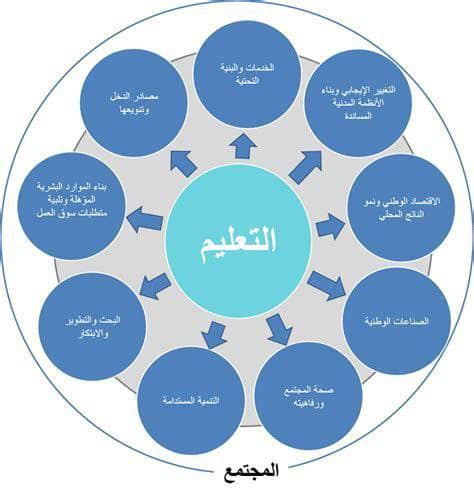 الخدمات والبنية
التحتية
التغيير الإيجابي وبناء
الأنظمة المدنية
المساندة
الاقتصاد الوطني ونمو
الناتج المحلي
الصناعات الوطنية
صحة المجتمع
ورفاهيته
التنمية المستدامة
البحث والتطوير
والابتكار
بناء الموارد البشرية
المؤهلة وتلبية
متطلبات سوق العمل
مصادر الدخل
وتنويعها
التعليم
المجتمع